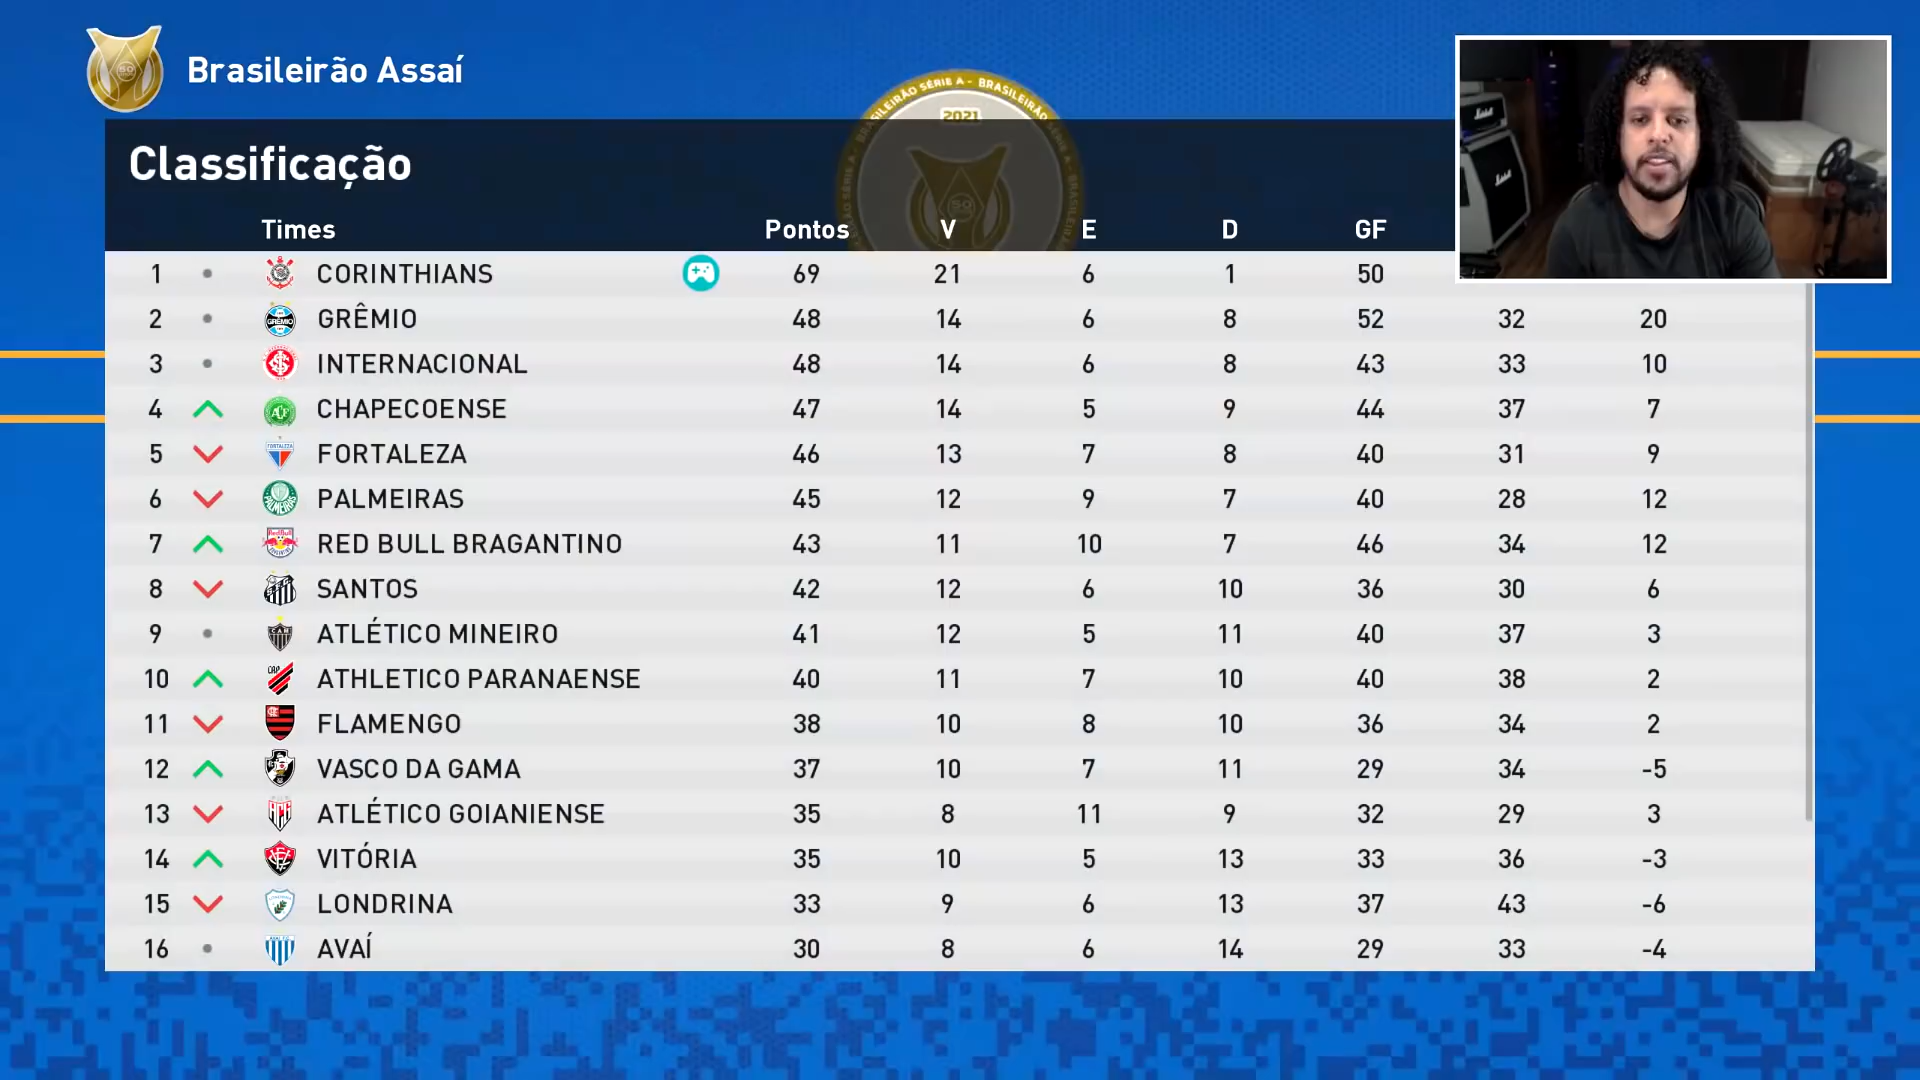 Brasileirão Assaí
BRASILEIRÃO SÉRIE A - BRASILEIRÃO
2021
50
Classificação
Times Pontos V E D GF
1 CORINTHIANS 69 21 6 1 50
2 GRÊMIO 48 14 6 8 52 32 20
3 INTERNACIONAL 48 14 6 8 43 33 10
4 CHAPECOENSE 47 14 5 9 44 37 7
5 FORTALEZA 46 13 7 8 40 31 9
6 PALMEIRAS 45 12 9 7 40 28 12
7 RED BULL BRAGANTINO 43 11 10 7 46 34 12
8 SANTOS 42 12 6 10 36 30 6
9 ATLÉTICO MINEIRO 41 12 5 11 40 37 3
10 ATHLETICO PARANAENSE 40 11 7 10 40 38 2
11 FLAMENGO 38 10 8 10 36 34 2
12 VASCO DA GAMA 37 10 7 11 29 34 -5
13 ATLÉTICO GOIANIENSE 35 8 11 9 32 29 3
14 VITÓRIA 35 10 5 13 33 36 -3
15 LONDRINA 33 9 6 13 37 43 -6
16 AVAÍ 30 8 6 14 29 33 -4
Marshall
Marshall